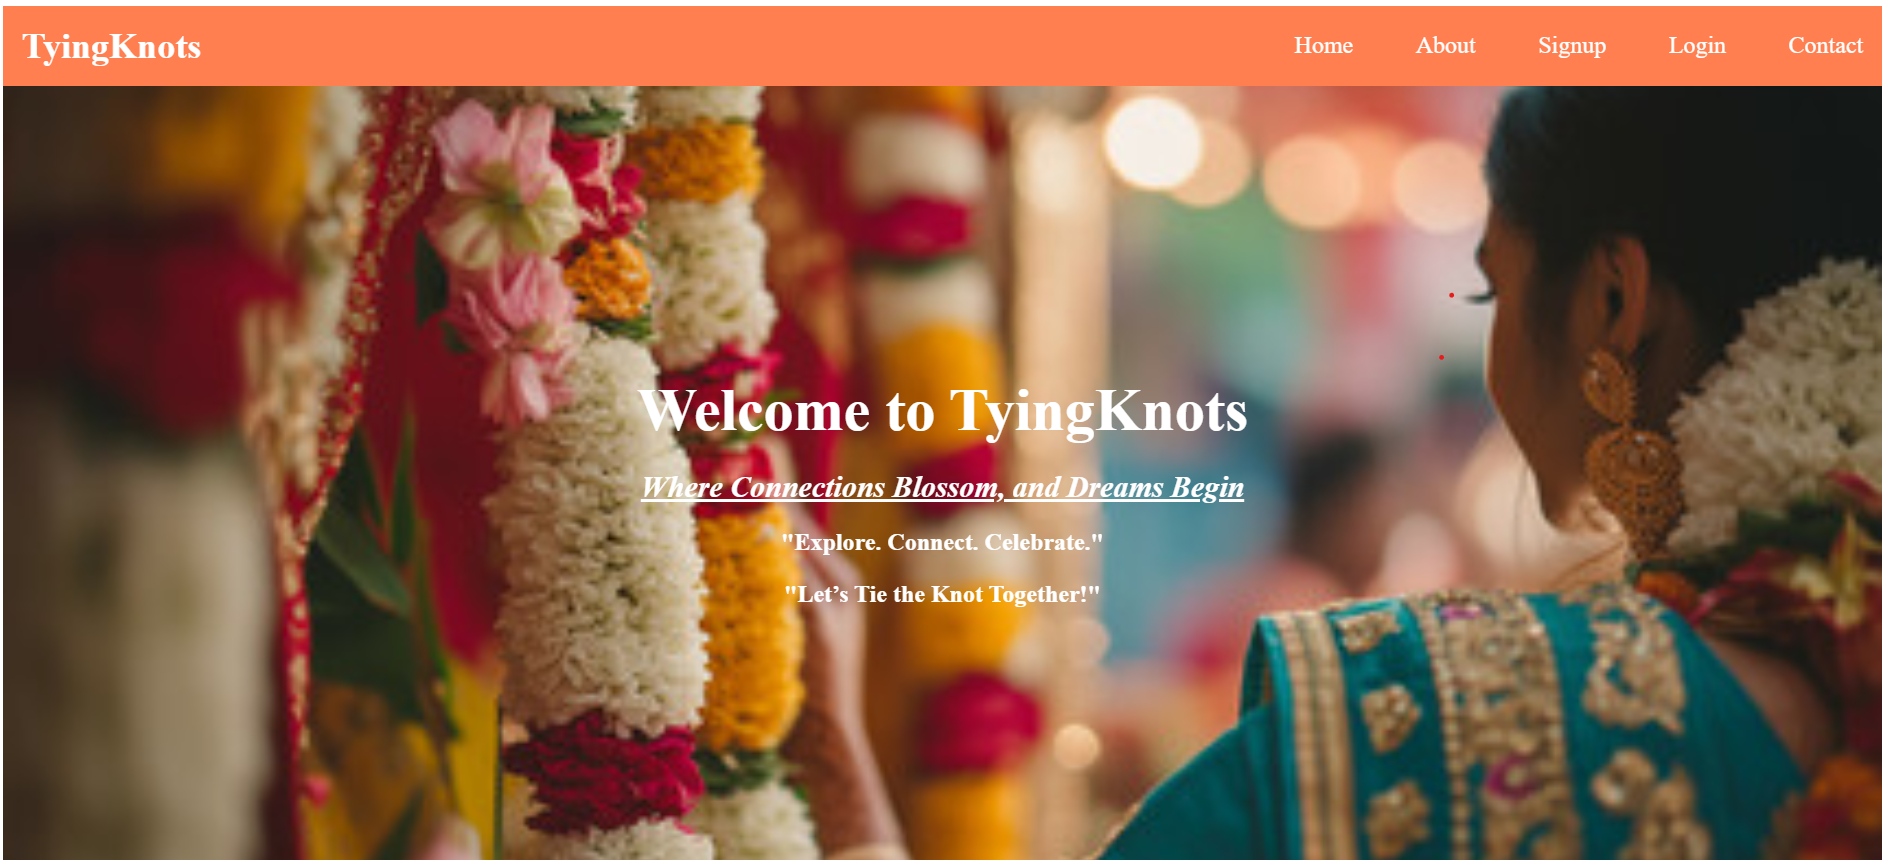 TyingKnots
Home About Signup Login Contact
Welcome to TyingKnots
Where Connections Blossom, and Dreams Begin
"Explore. Connect. Celebrate."
"Let’s Tie the Knot Together!"